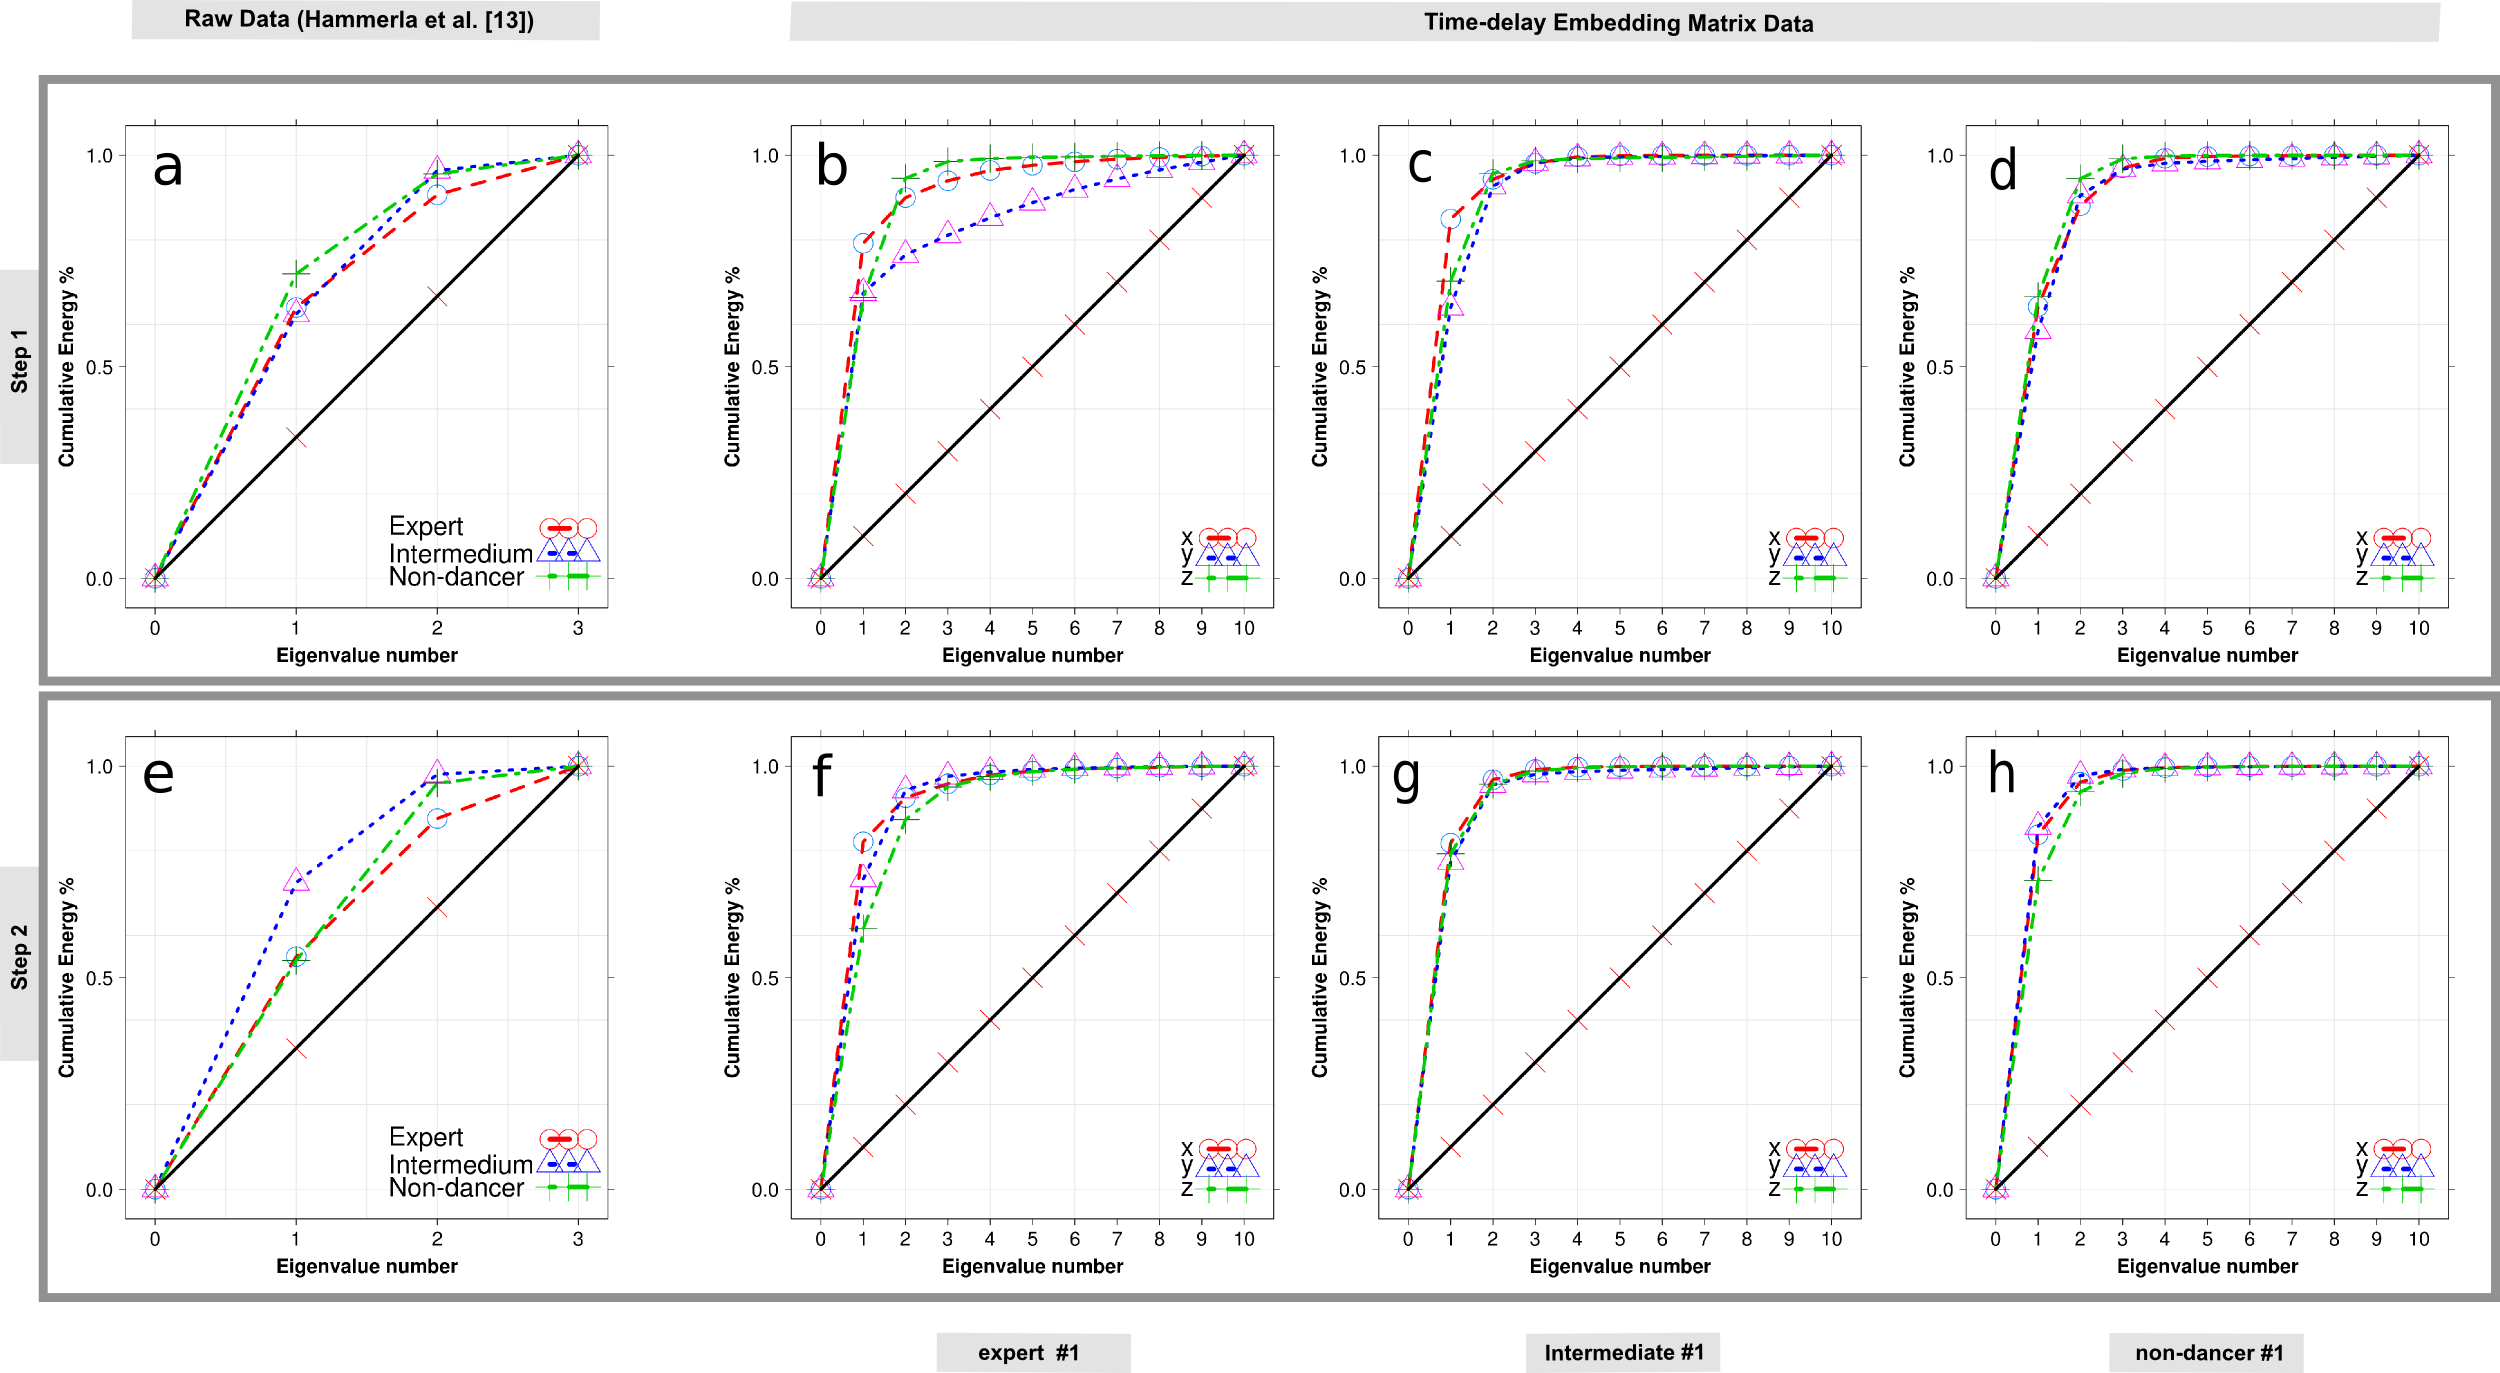 Raw Data (Hammerla et al. [13])
Time-delay Embedding Matrix Data
Step 1
a
Cumulative Energy %
1.0
0.5
0.0
Expert
Intermedium
Non-dancer
0 1 2 3
Eigenvalue number
b
Cumulative Energy %
1.0
0.5
0.0
x
y
z
0 1 2 3 4 5 6 7 8 9 10
Eigenvalue number
c
Cumulative Energy %
1.0
0.5
0.0
x
y
z
0 1 2 3 4 5 6 7 8 9 10
Eigenvalue number
d
Cumulative Energy %
1.0
0.5
0.0
x
y
z
0 1 2 3 4 5 6 7 8 9 10
Eigenvalue number
Step 2
e
Cumulative Energy %
1.0
0.5
0.0
Expert
Intermedium
Non-dancer
0 1 2 3
Eigenvalue number
f
Cumulative Energy %
1.0
0.5
0.0
x
y
z
0 1 2 3 4 5 6 7 8 9 10
Eigenvalue number
g
Cumulative Energy %
1.0
0.5
0.0
x
y
z
0 1 2 3 4 5 6 7 8 9 10
Eigenvalue number
h
Cumulative Energy %
1.0
0.5
0.0
x
y
z
0 1 2 3 4 5 6 7 8 9 10
Eigenvalue number
expert #1
Intermediate #1
non-dancer #1